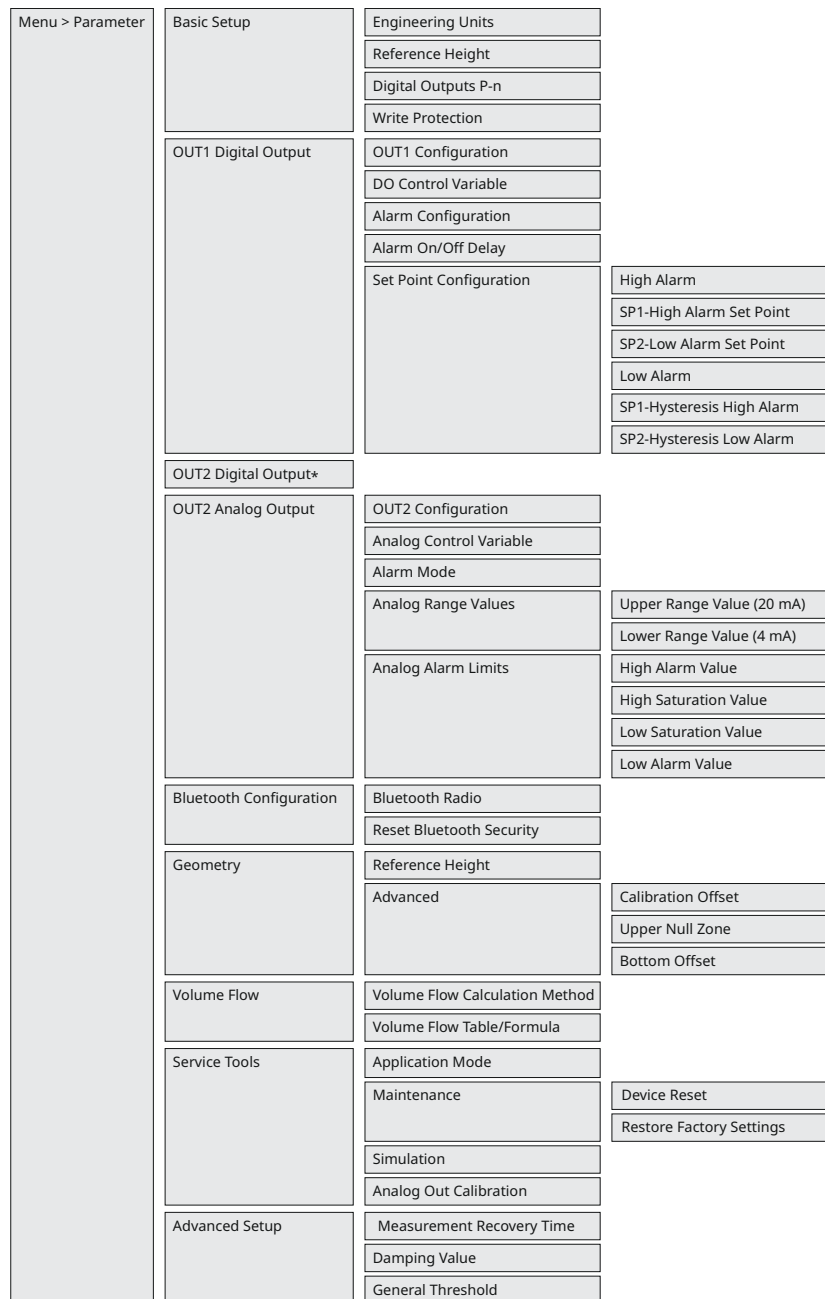 Menu > Parameter
Basic Setup
Engineering Units
Reference Height
Digital Outputs P-n
Write Protection
OUT1 Digital Output
OUT1 Configuration
DO Control Variable
Alarm Configuration
Alarm On/Off Delay
Set Point Configuration
High Alarm
SP1-High Alarm Set Point
SP2-Low Alarm Set Point
Low Alarm
SP1-Hysteresis High Alarm
SP2-Hysteresis Low Alarm
OUT2 Digital Output*
OUT2 Analog Output
OUT2 Configuration
Analog Control Variable
Alarm Mode
Analog Range Values
Upper Range Value (20 mA)
Lower Range Value (4 mA)
Analog Alarm Limits
High Alarm Value
High Saturation Value
Low Saturation Value
Low Alarm Value
Bluetooth Configuration
Bluetooth Radio
Reset Bluetooth Security
Geometry
Reference Height
Advanced
Calibration Offset
Upper Null Zone
Bottom Offset
Volume Flow
Volume Flow Calculation Method
Volume Flow Table/Formula
Service Tools
Application Mode
Maintenance
Device Reset
Restore Factory Settings
Simulation
Analog Out Calibration
Advanced Setup
Measurement Recovery Time
Damping Value
General Threshold